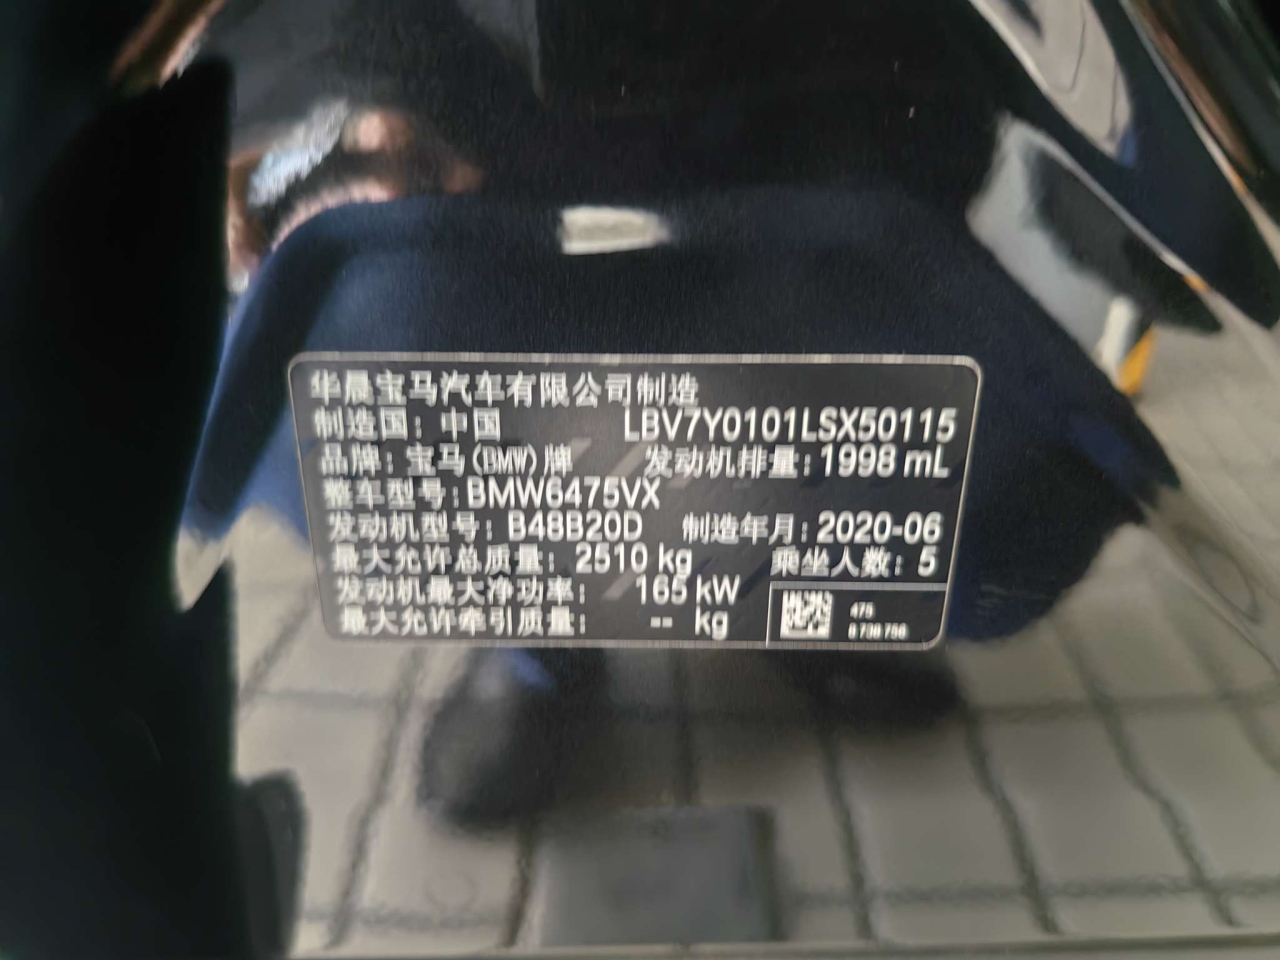 华晨宝马汽车有限公司制造
制造国：中国 LBV7Y0101LSX50115
品牌：宝马(BMW)牌 发动机排量：1998 mL
整车型号：BMW6475VX
发动机型号：B48B20D 制造年月：2020-06
最大允许总质量：2510 kg 乘坐人数：5
发动机最大净功率：165 kW
最大允许牵引质量：-- kg
475